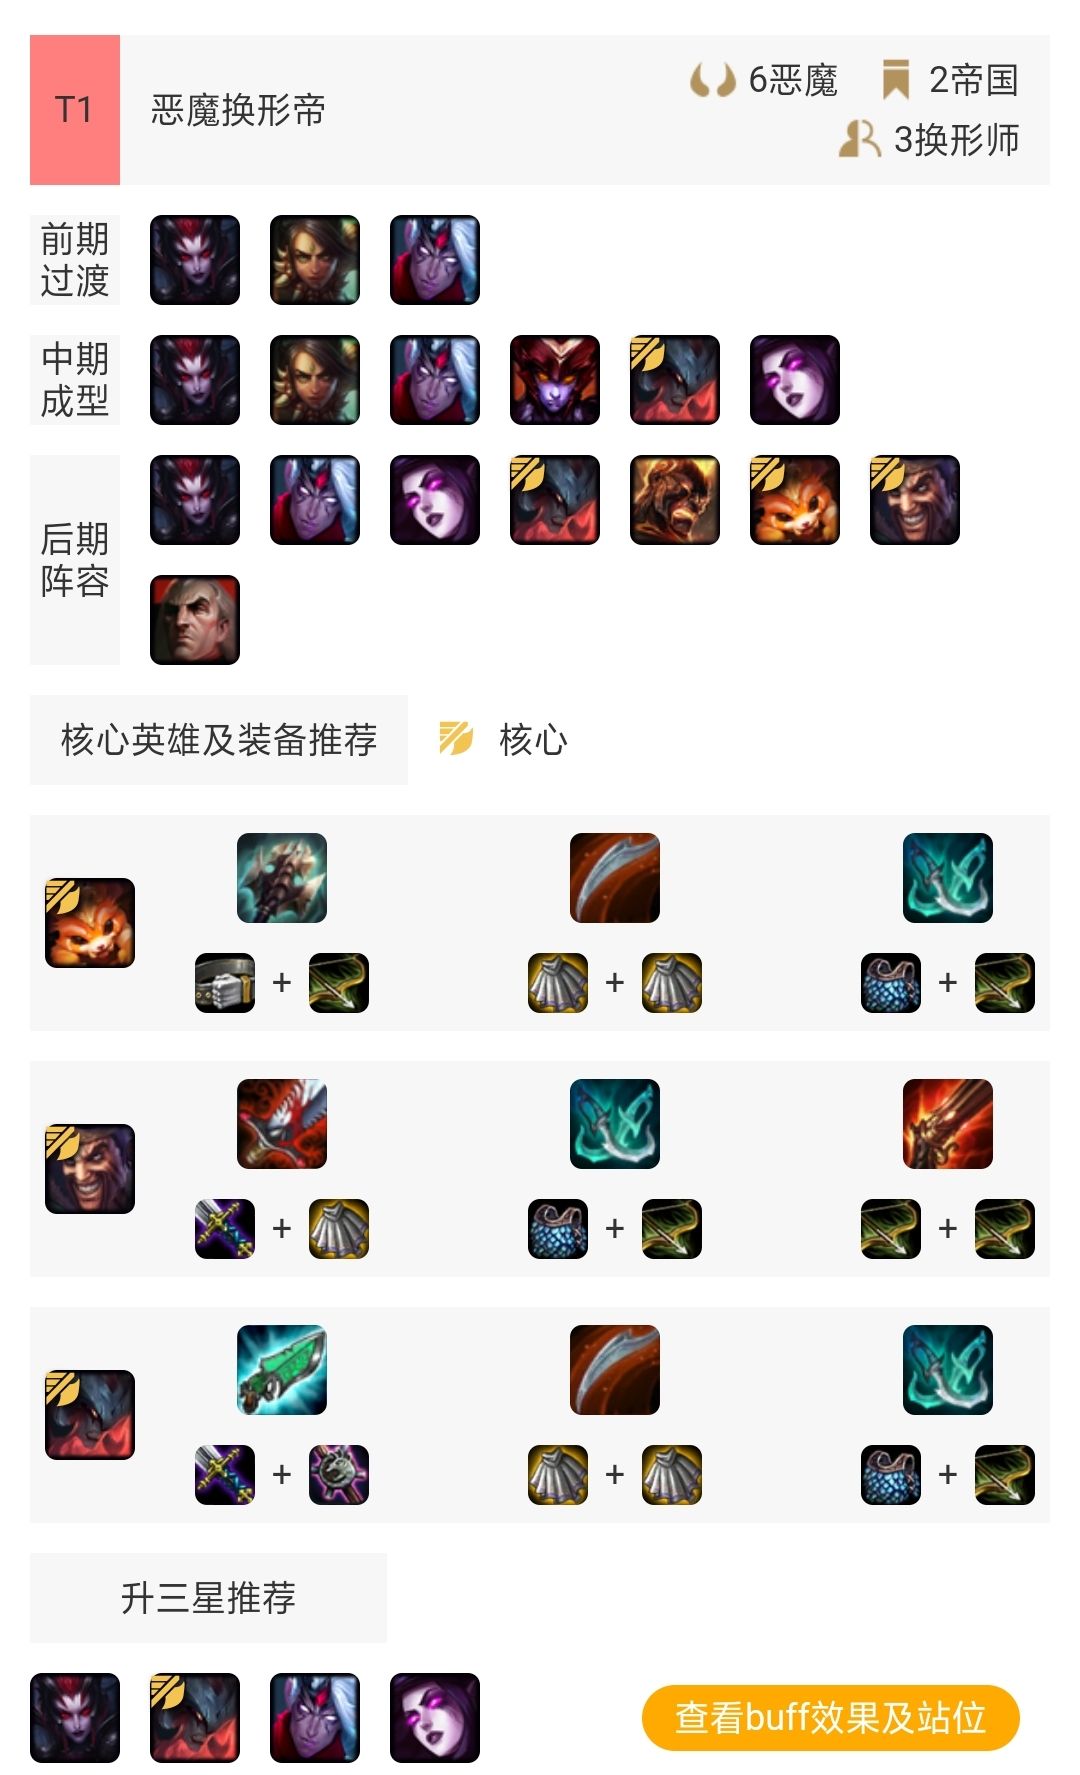 T1
恶魔换形帝
6恶魔
2帝国
3换形师
前期
过渡
中期
成型
后期
阵容
核心英雄及装备推荐
核心
+
+
+
+
+
+
+
+
+
升三星推荐
查看buff效果及站位